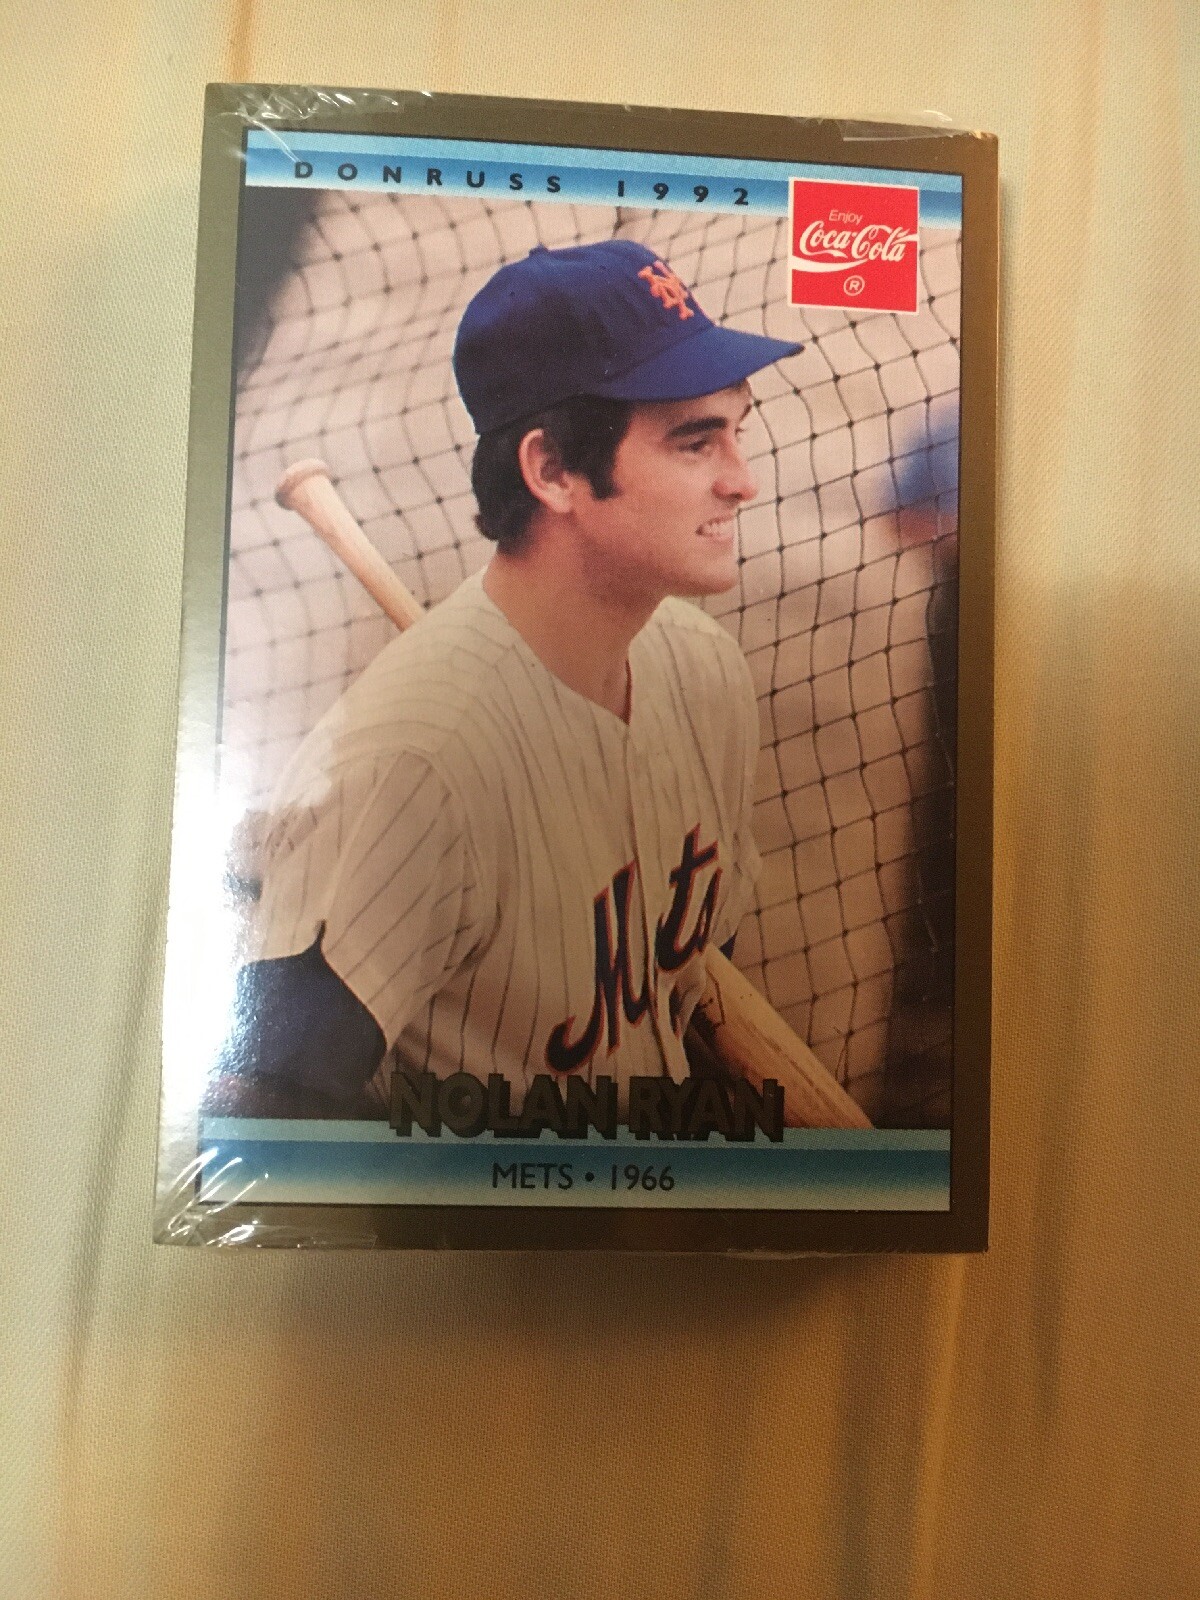 DONRUSS 1992
Enjoy
Coca-Cola
®
NY
Mets
NOLAN RYAN
METS • 1966